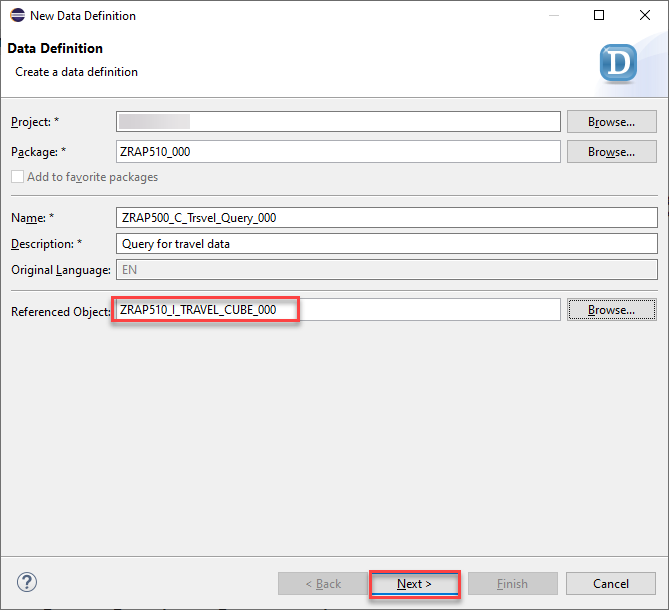 New Data Definition
Data Definition
Create a data definition
D
Project: *
Browse...
Package: *
ZRAP510_000
Browse...
Add to favorite packages
Name: *
ZRAP500_C_Trsvel_Query_000
Description: *
Query for travel data
Original Language:
EN
Referenced Object:
ZRAP510_I_TRAVEL_CUBE_000
Browse...
?
< Back
Next >
Finish
Cancel